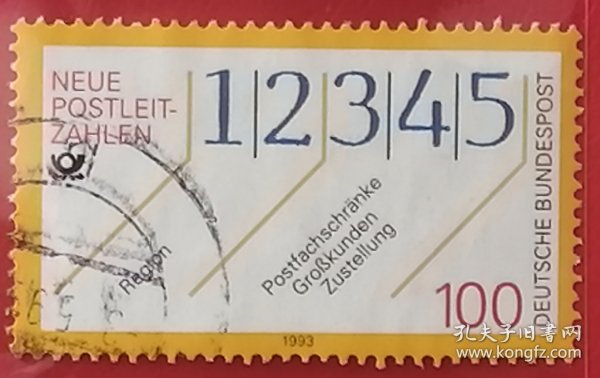 NEUE
POSTLEIT-
ZAHLEN
1 2 3 4 5
Region
Postfachschränke
Großkunden
Zustellung
100
DEUTSCHE BUNDESPOST
1993
孔夫子旧书网
www.kongfz.com